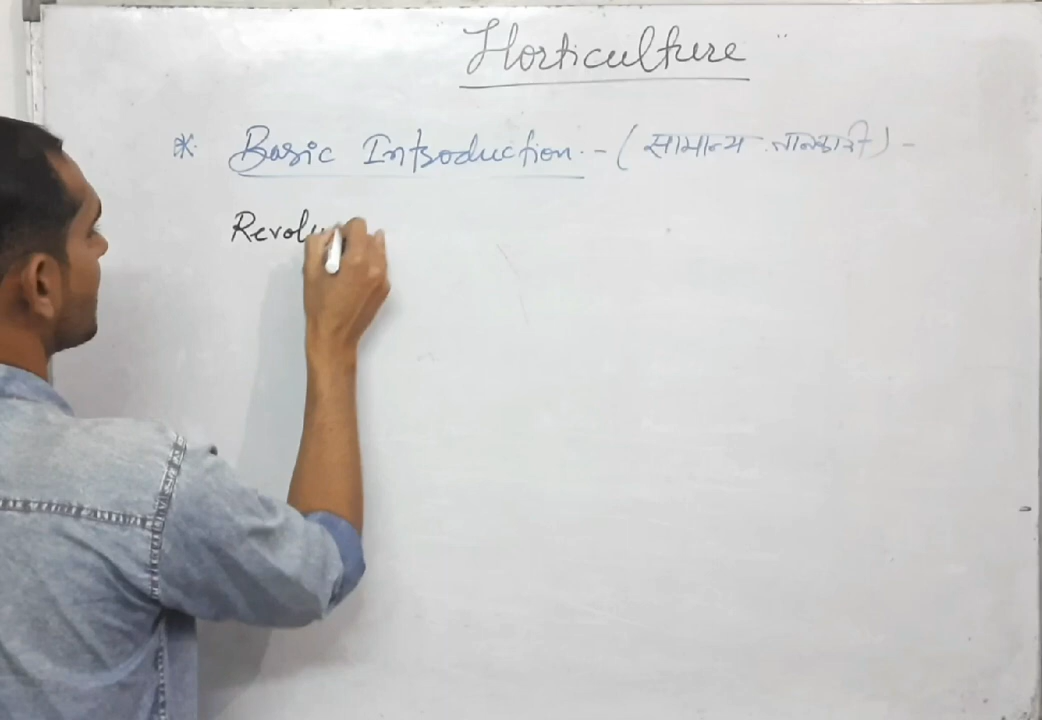 Horticulture
* Basic Introduction :- ( सामान्य जानकारी ) -
Revolu